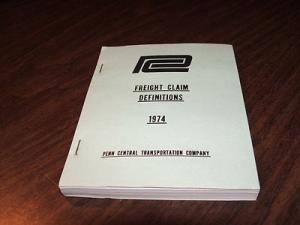 FREIGHT CLAIM
DEFINITIONS
1974
PENN CENTRAL TRANSPORTATION COMPANY